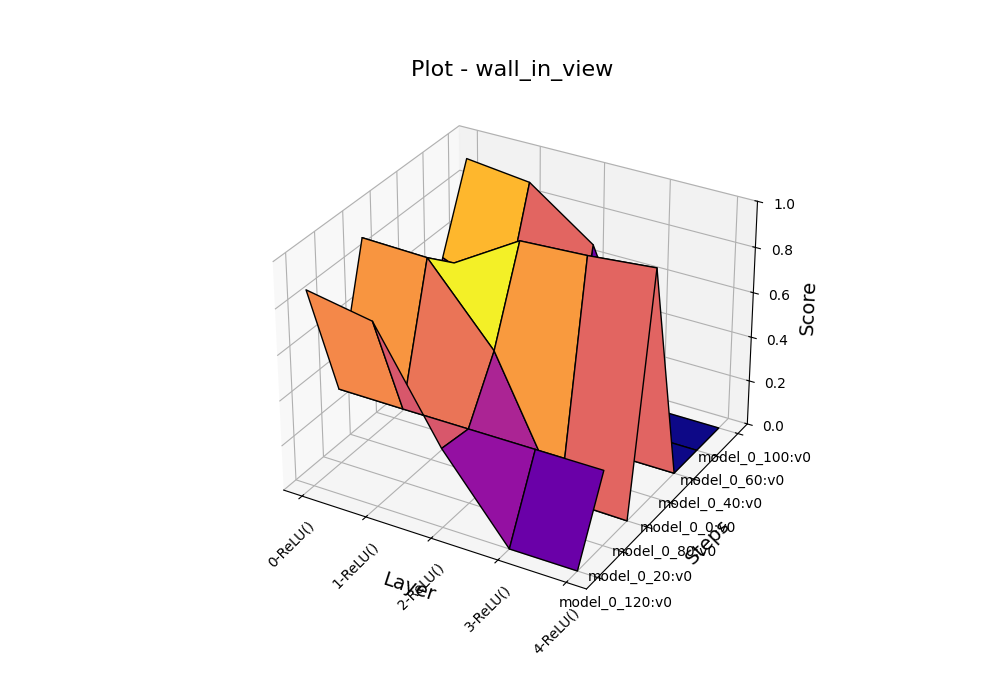 Plot - wall_in_view
1.0
0.8
0.6
0.4
0.2
0.0
Score
model_0_100:v0
model_0_60:v0
model_0_40:v0
model_0_0:v0
model_0_80:v0
model_0_20:v0
model_0_120:v0
Steps
0-ReLU()
1-ReLU()
2-ReLU()
3-ReLU()
4-ReLU()
Layer